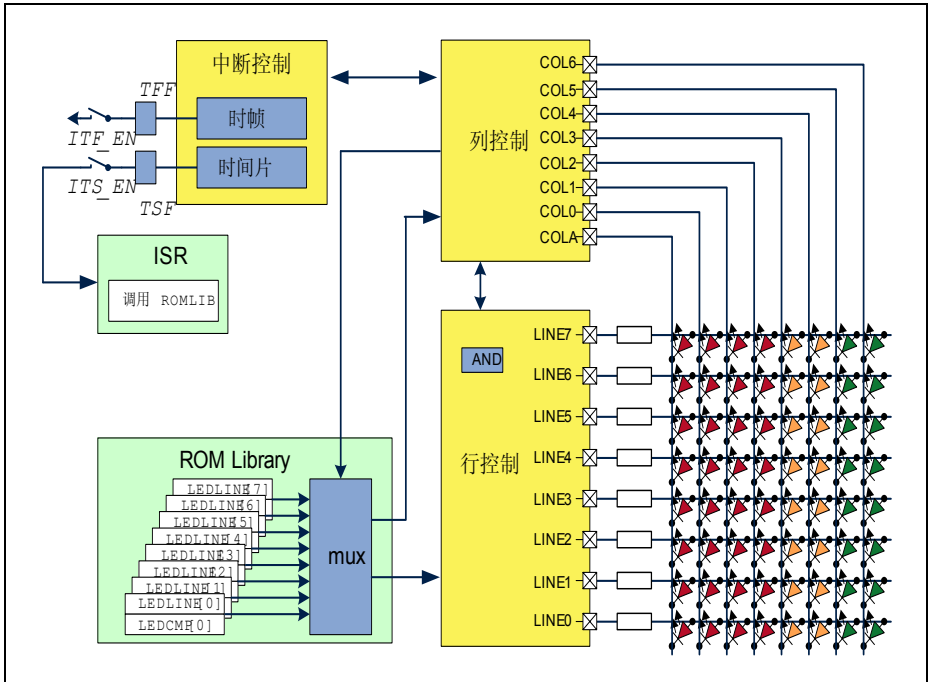 中断控制
时帧
时间片
TFF
ITF_EN
ITS_EN
TSF
ISR
调用 ROMLIB
列控制
COL6
COL5
COL4
COL3
COL2
COL1
COL0
COLA
AND
行控制
LINE7
LINE6
LINE5
LINE4
LINE3
LINE2
LINE1
LINE0
ROM Library
LEDLINE[7]
LEDLINE[6]
LEDLINE[5]
LEDLINE[4]
LEDLINE[3]
LEDLINE[2]
LEDLINE[1]
LEDLINE[0]
LEDCMP[0]
mux